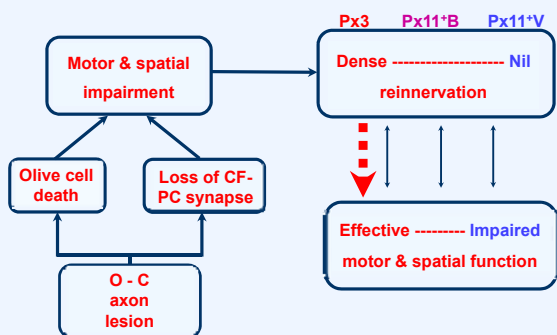 Px3 Px11⁺B Px11⁺V
Motor & spatial
impairment
Dense -------------------- Nil
reinnervation
Olive cell
death
Loss of CF-
PC synapse
Effective --------- Impaired
motor & spatial function
O - C
axon
lesion